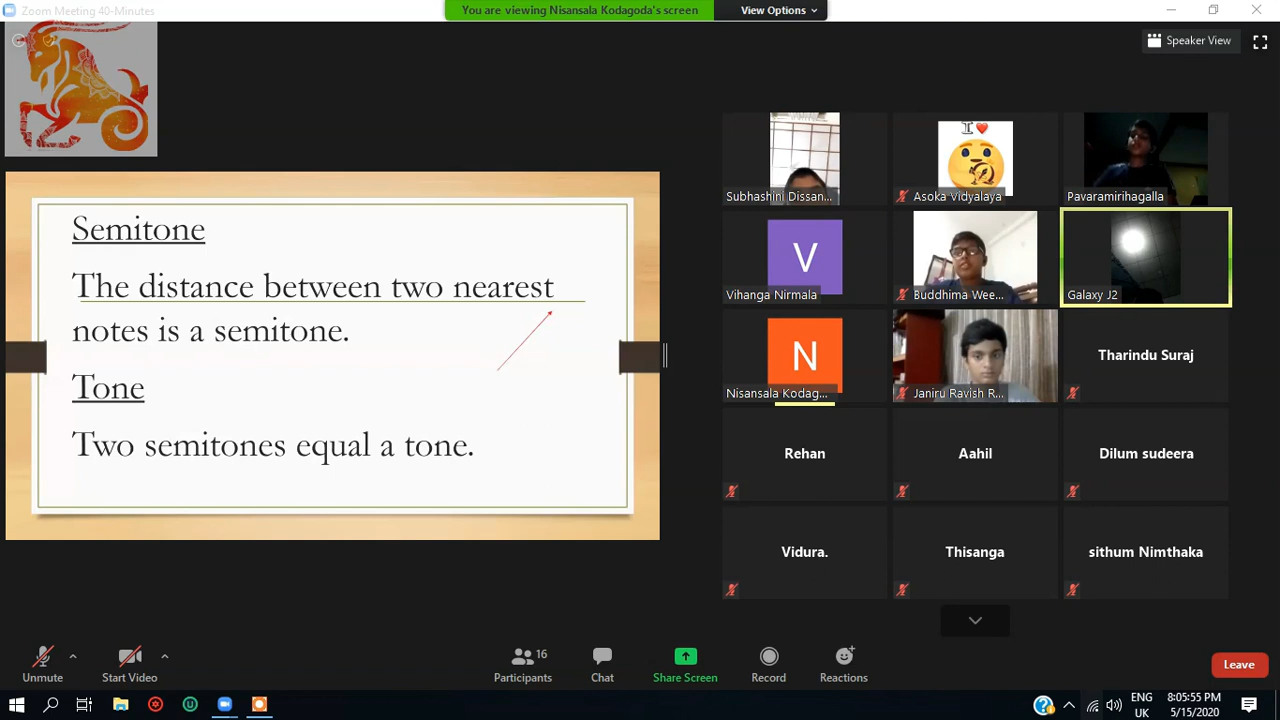 Zoom Meeting 40-Minutes
You are viewing Nisansala Kodagoda's screen
View Options
Speaker View
Semitone
The distance between two nearest
notes is a semitone.
Tone
Two semitones equal a tone.
Subhashini Dissan...
I
Asoka Vidyalaya
Pavaramirihagalla
V
Vihanga Nirmala
Buddhima Wee...
Galaxy J2
N
Nisansala Kodag...
Janiru Ravish R...
Tharindu Suraj
Rehan
Aahil
Dilum sudeera
Vidura.
Thisanga
sithum Nimthaka
Unmute
Start Video
16
Participants
Chat
Share Screen
Record
Reactions
Leave
ENG
UK
8:05:55 PM
5/15/2020